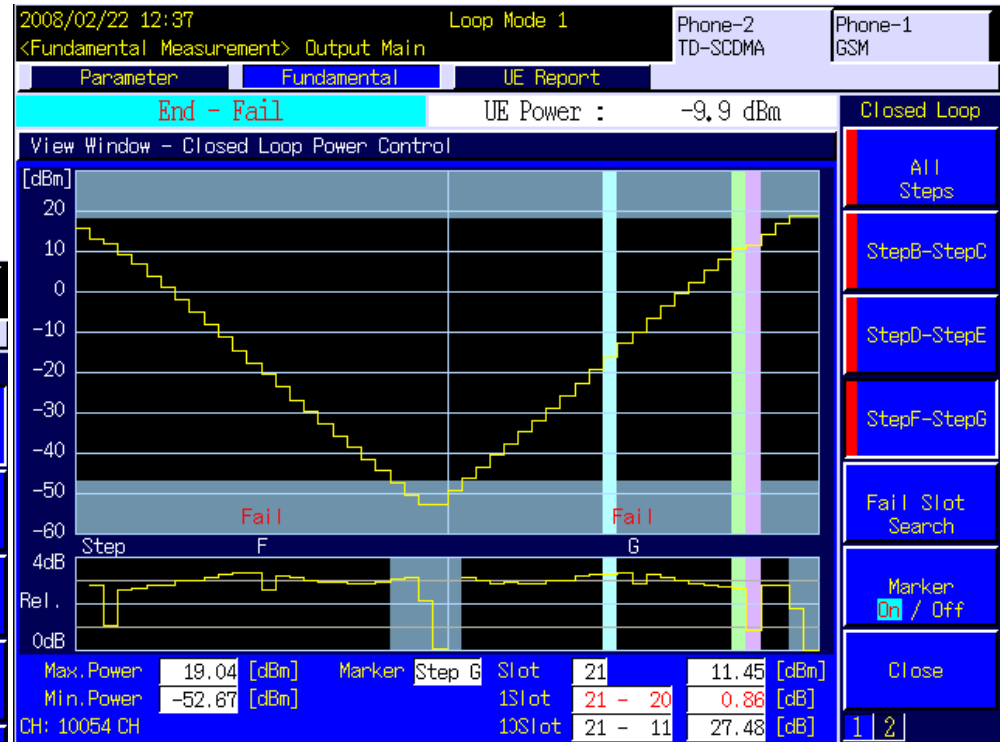 2008/02/22 12:37 Loop Mode 1 Phone-2 Phone-1
<Fundamental Measurement> Output Main TD-SCDMA GSM
Parameter Fundamental UE Report
End - Fail UE Power : -9.9 dBm Closed Loop
View Window - Closed Loop Power Control
[dBm]
20
10
0
-10
-20
-30
-40
-50
-60
Fail Fail
Step F G
4dB
Rel.
0dB
Max.Power 19.04 [dBm] Marker Step G Slot 21 11.45 [dBm]
Min.Power -52.67 [dBm] 1Slot 21 - 20 0.86 [dB]
CH: 10054 CH 10Slot 21 - 11 27.48 [dB]
All
Steps
StepB-StepC
StepD-StepE
StepF-StepG
Fail Slot
Search
Marker
On / Off
Close
1 2